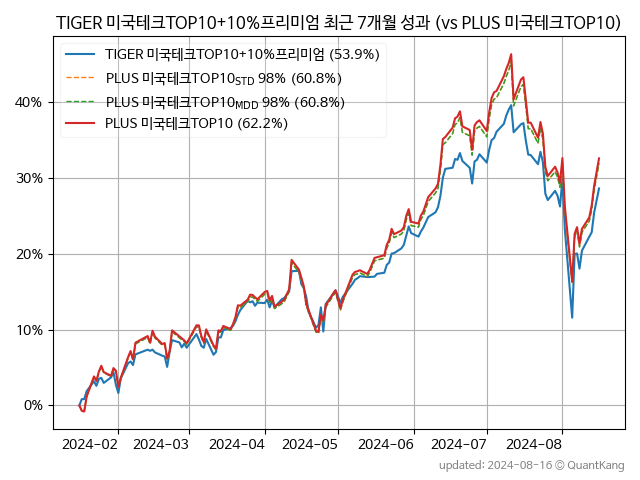 TIGER 미국테크TOP10+10%프리미엄 최근 7개월 성과 (vs PLUS 미국테크TOP10)
TIGER 미국테크TOP10+10%프리미엄 (53.9%)
PLUS 미국테크TOP10STD 98% (60.8%)
PLUS 미국테크TOP10MDD 98% (60.8%)
PLUS 미국테크TOP10 (62.2%)
40%
30%
20%
10%
0%
2024-02 2024-03 2024-04 2024-05 2024-06 2024-07 2024-08
updated: 2024-08-16 © QuantKang